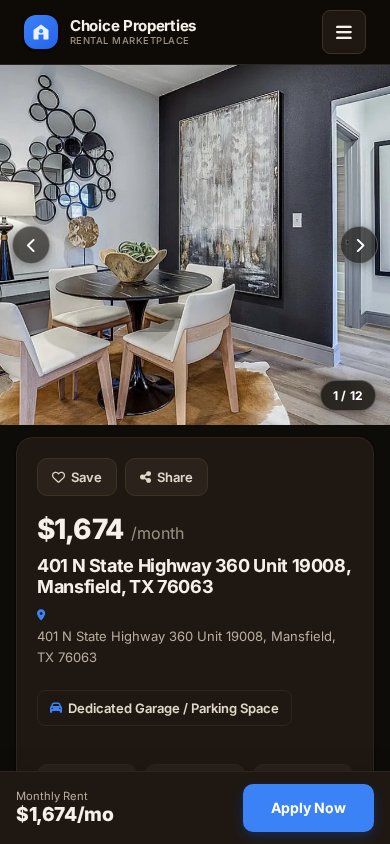 Choice Properties
RENTAL MARKETPLACE
1 / 12
Save
Share
$1,674 /month
401 N State Highway 360 Unit 19008,
Mansfield, TX 76063
401 N State Highway 360 Unit 19008, Mansfield,
TX 76063
Dedicated Garage / Parking Space
Monthly Rent
$1,674/mo
Apply Now